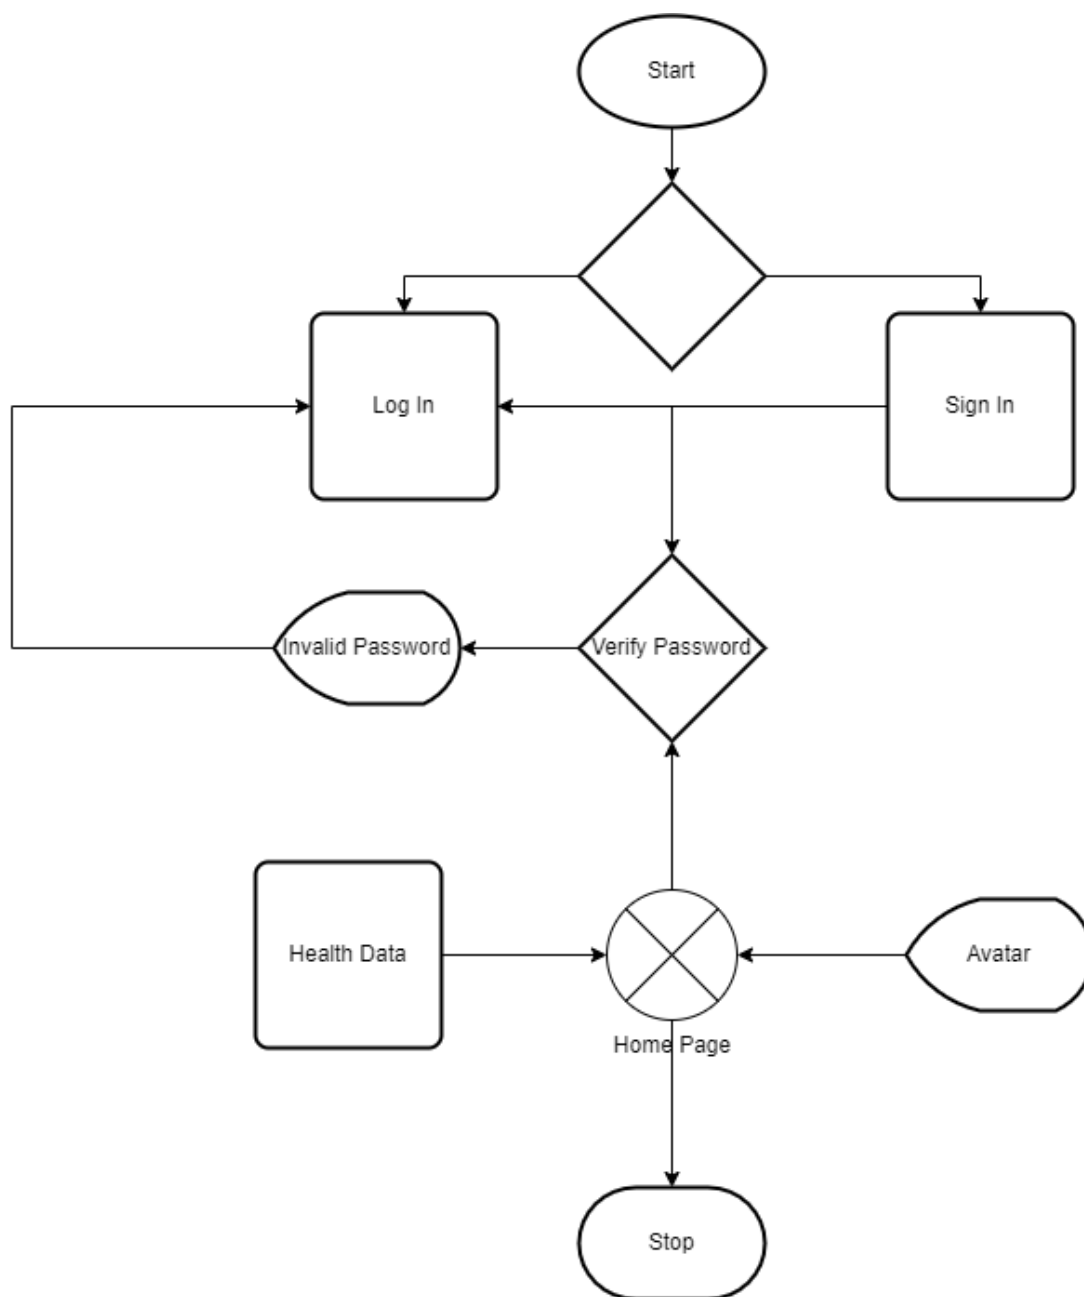 Start
Log In
Sign In
Invalid Password
Verify Password
Health Data
Avatar
Home Page
Stop